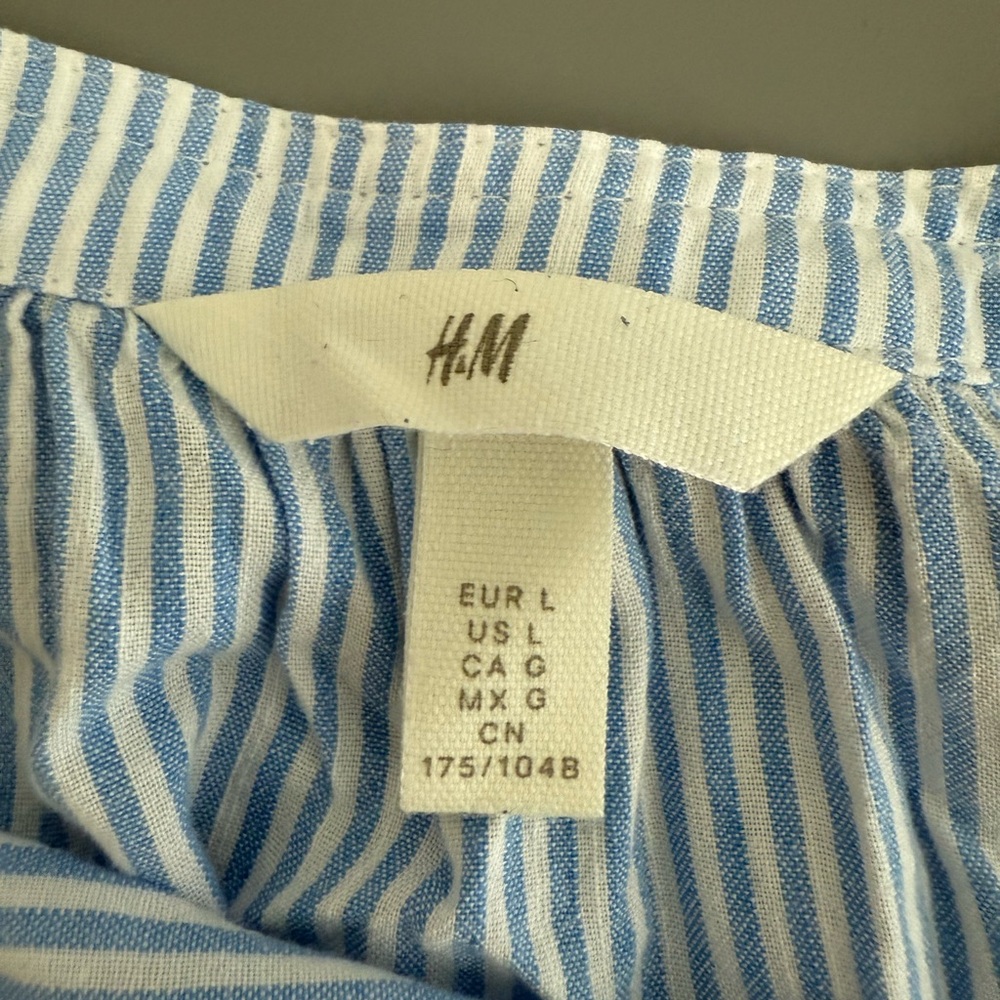 H&M
EUR L
US L
CA G
MX G
CN
175/104B